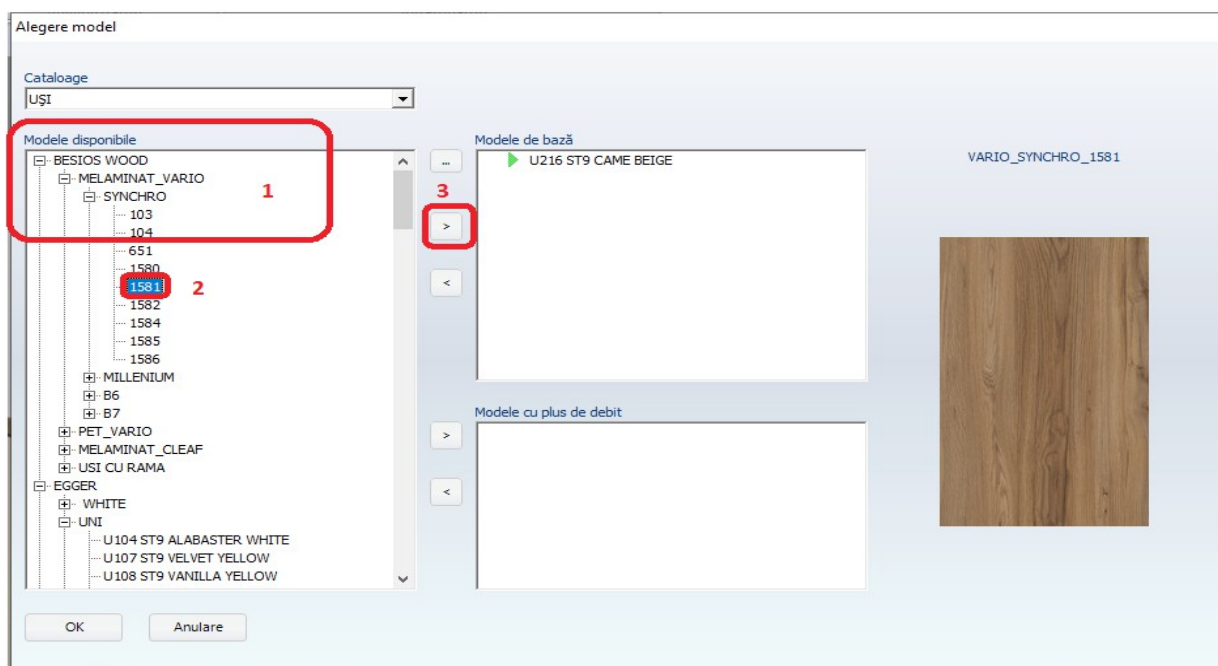 Alegere model
Cataloage
UȘI
Modele disponibile
BESIOS WOOD
MELAMINAT_VARIO
SYNCHRO
1
103
104
651
1580
1581
2
1582
1584
1585
1586
MILLENIUM
B6
B7
PET_VARIO
MELAMINAT_CLEAF
USI CU RAMA
EGGER
WHITE
UNI
U104 ST9 ALABASTER WHITE
U107 ST9 VELVET YELLOW
U108 ST9 VANILLA YELLOW
...
3
>
<
>
<
Modele de bază
U216 ST9 CAME BEIGE
Modele cu plus de debit
VARIO_SYNCHRO_1581
OK
Anulare